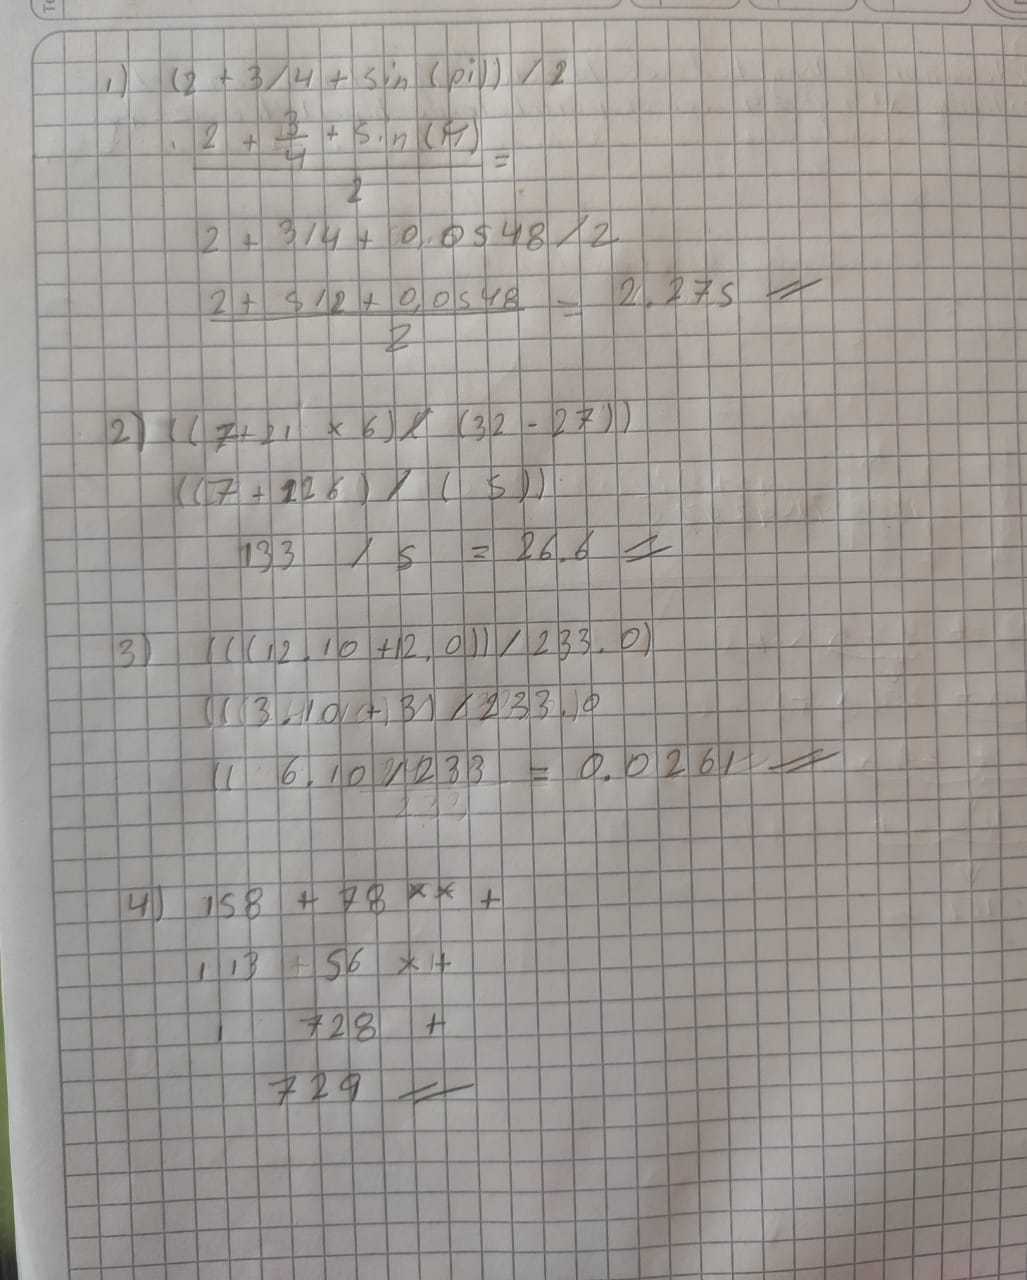 1) (2 + 3/4 + sin (pi)) / 2
2 + 3/4 + sin (π) / 2 =
2 + 3/4 + 0,0548 / 2
2 + 5/2 + 0,0548 / 2 = 2.275
2) ((7+21 × 6) / (32 - 27))
((7 + 126) / ( 5))
133 / 5 = 26.6
3) ((((12.10 +12.0)) / 233.0)
(((3.10 + 3) / 233.0
(( 6.10 / 233 = 0.0261
4) 158 + 78 ** +
1 13 + 56 * +
1 728 +
729